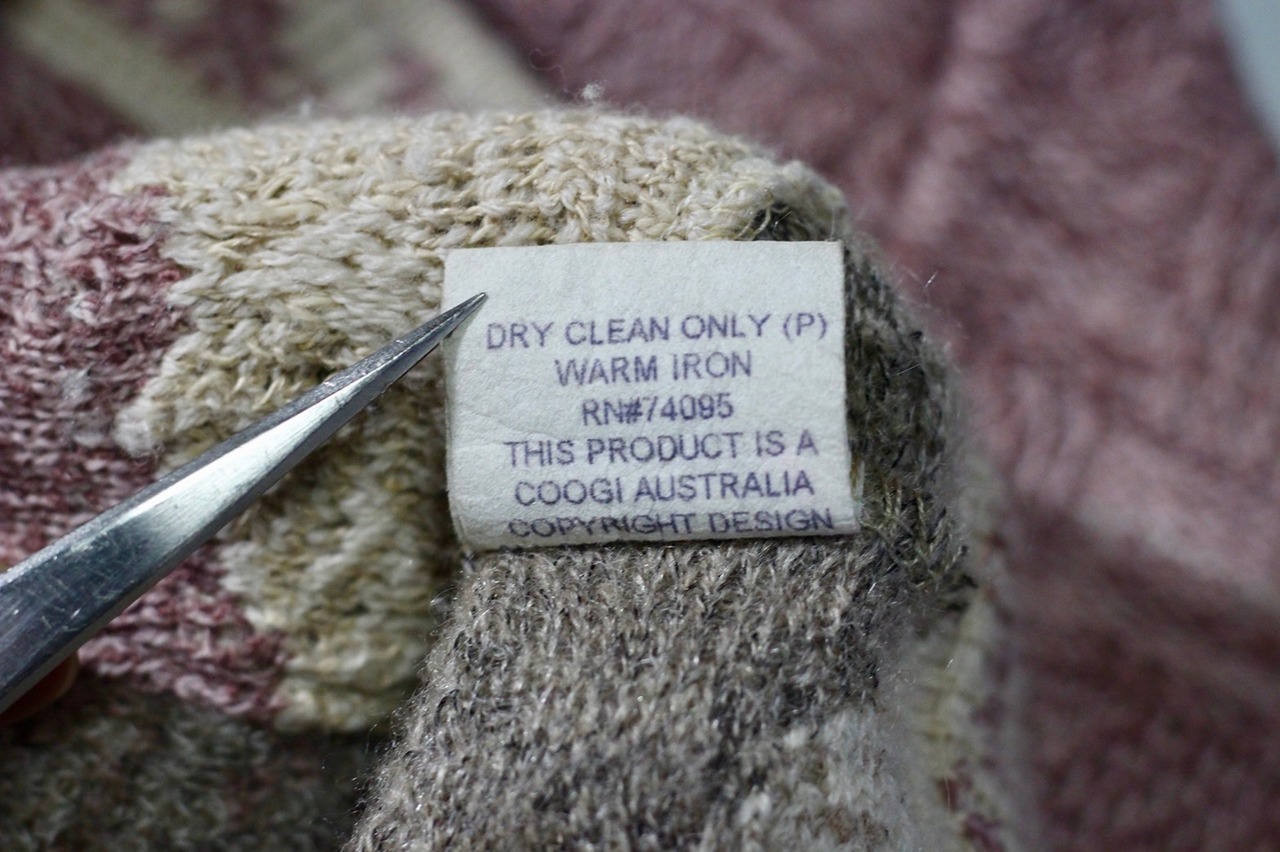 DRY CLEAN ONLY (P)
WARM IRON
RN#74095
THIS PRODUCT IS A
COOGI AUSTRALIA
COPYRIGHT DESIGN